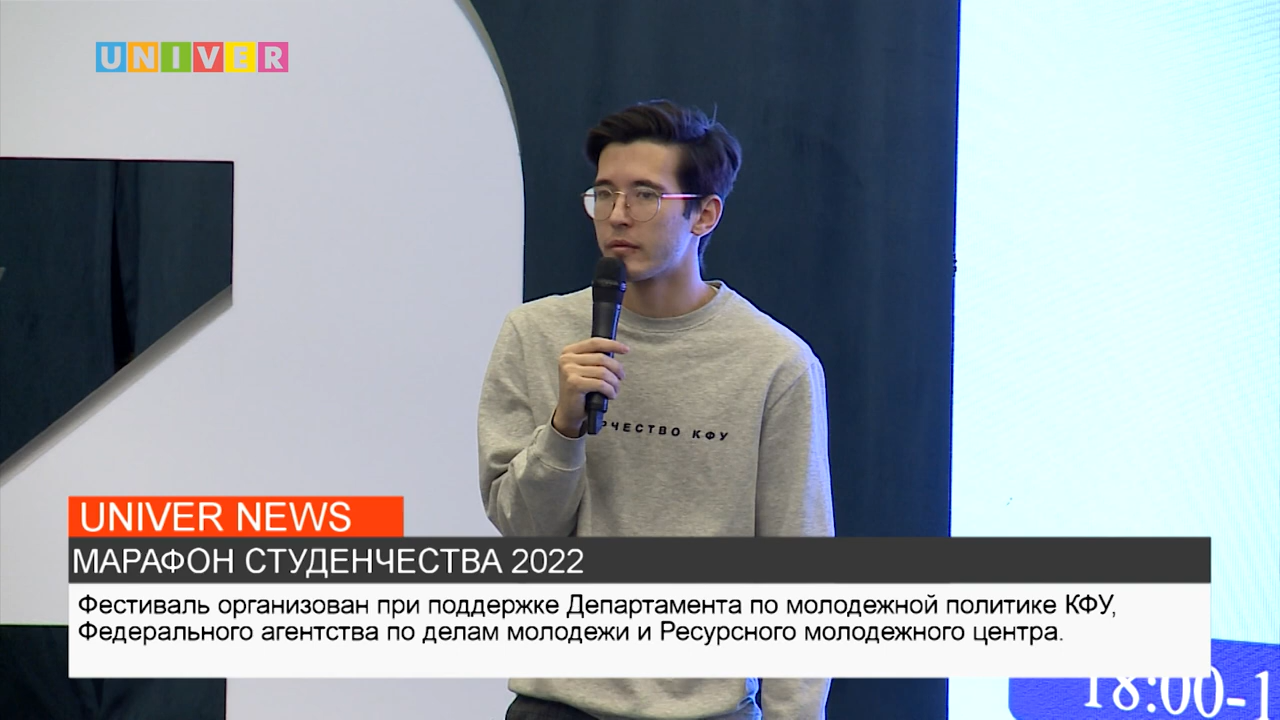 UNIVER
РЧЕСТВО КФУ
UNIVER NEWS
МАРАФОН СТУДЕНЧЕСТВА 2022
Фестиваль организован при поддержке Департамента по молодежной политике КФУ,
Федерального агентства по делам молодежи и Ресурсного молодежного центра.
18:00-1